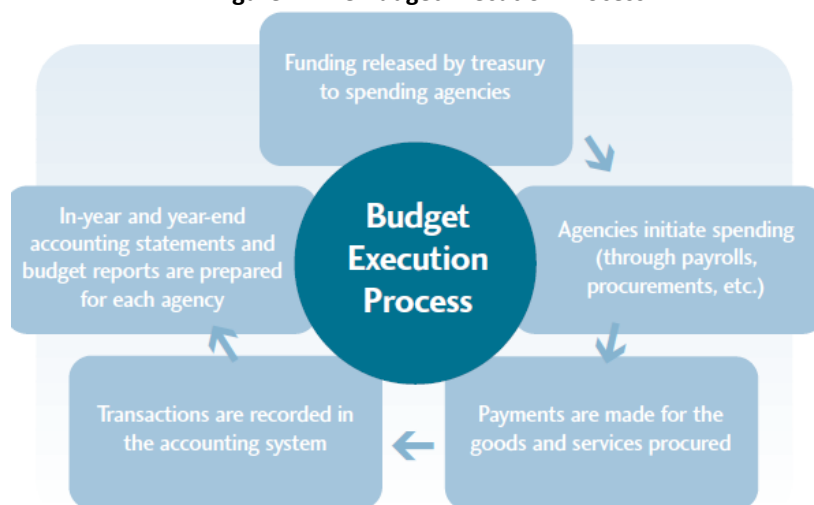 Funding released by treasury
to spending agencies
Budget
Execution
Process
Agencies initiate spending
(through payrolls,
procurements, etc.)
Payments are made for the
goods and services procured
Transactions are recorded in
the accounting system
In-year and year-end
accounting statements and
budget reports are prepared
for each agency